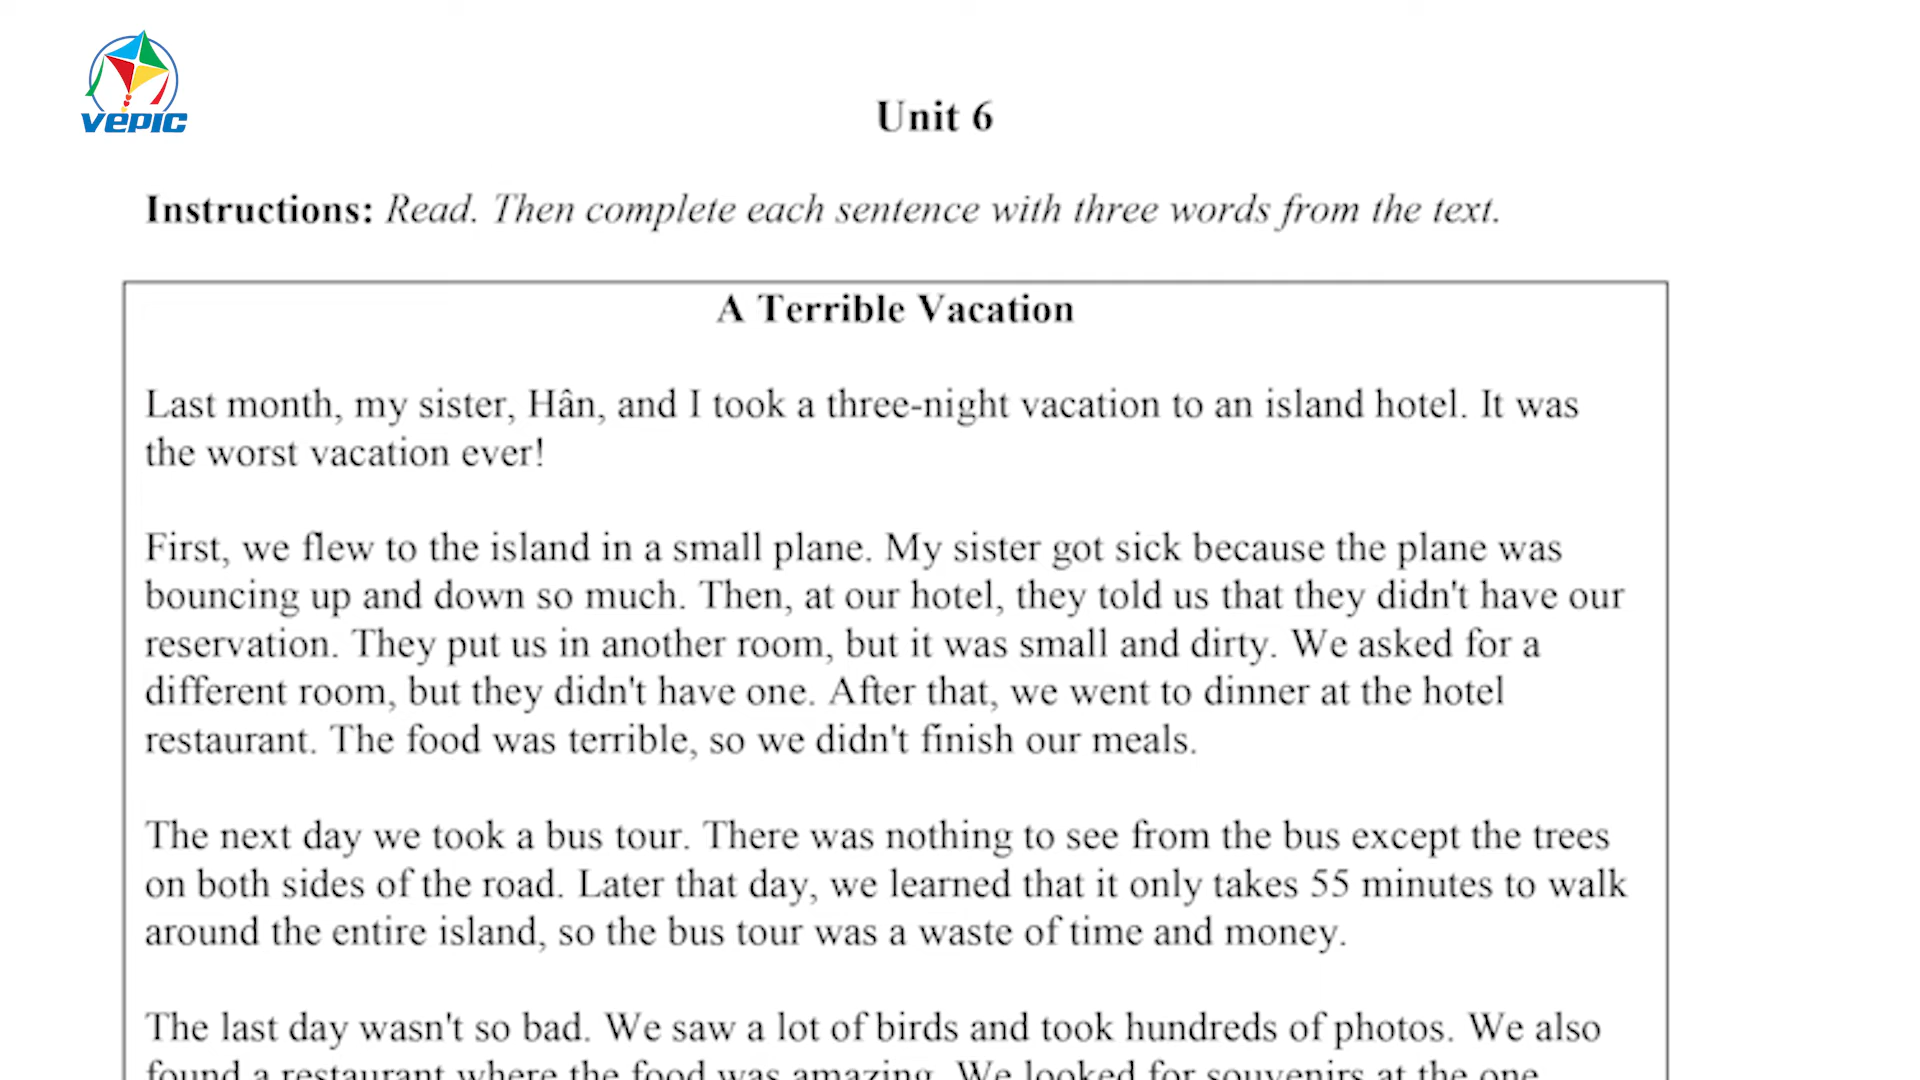 VEPIC
Unit 6
Instructions: Read. Then complete each sentence with three words from the text.
A Terrible Vacation
Last month, my sister, Hân, and I took a three-night vacation to an island hotel. It was
the worst vacation ever!
First, we flew to the island in a small plane. My sister got sick because the plane was
bouncing up and down so much. Then, at our hotel, they told us that they didn't have our
reservation. They put us in another room, but it was small and dirty. We asked for a
different room, but they didn't have one. After that, we went to dinner at the hotel
restaurant. The food was terrible, so we didn't finish our meals.
The next day we took a bus tour. There was nothing to see from the bus except the trees
on both sides of the road. Later that day, we learned that it only takes 55 minutes to walk
around the entire island, so the bus tour was a waste of time and money.
The last day wasn't so bad. We saw a lot of birds and took hundreds of photos. We also
found a restaurant where the food was amazing. We looked for souvenirs at the one